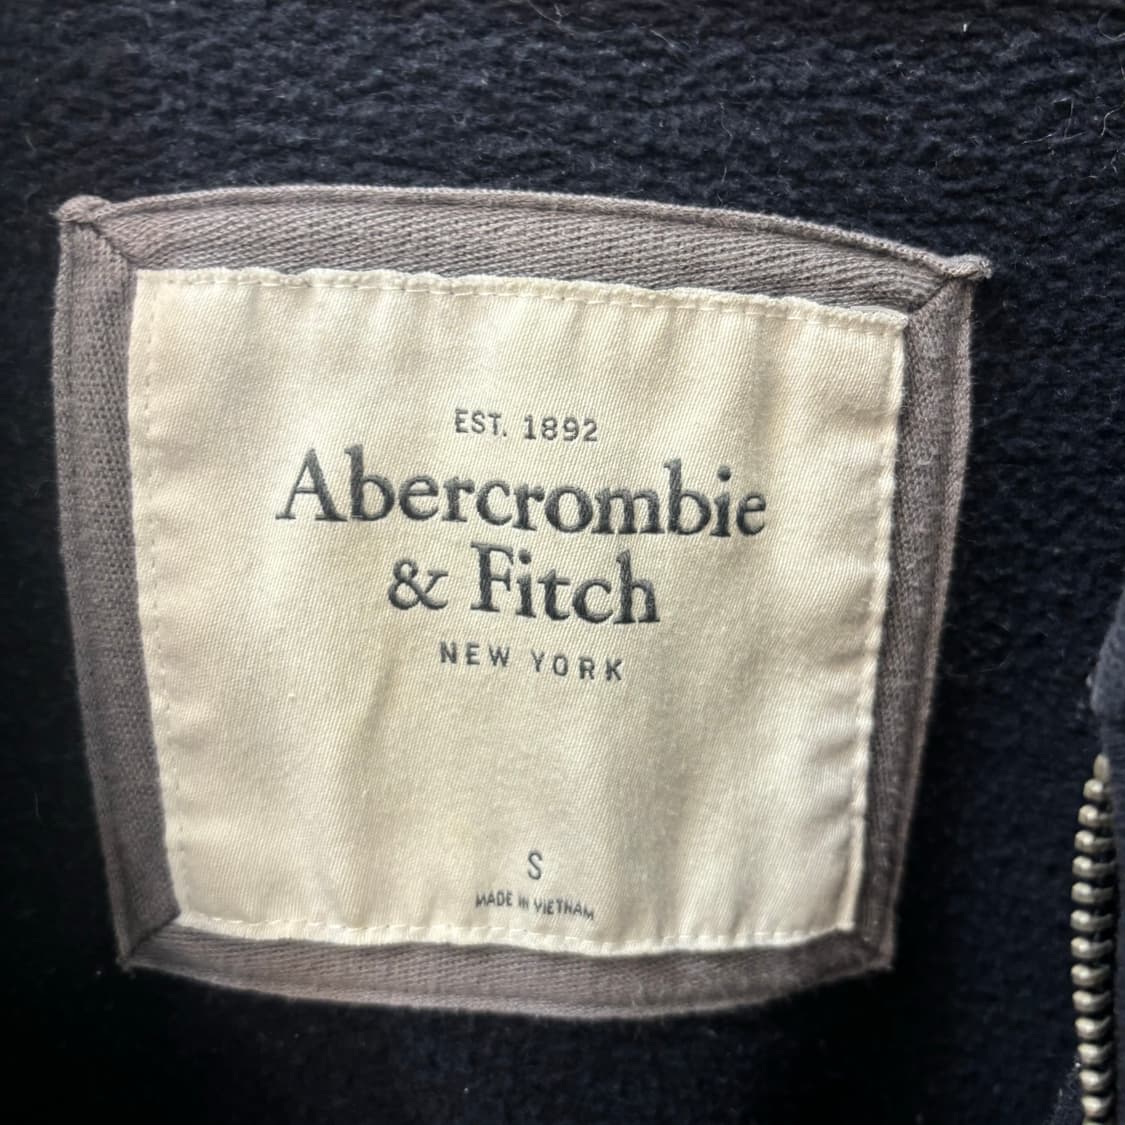 EST. 1892
Abercrombie
& Fitch
NEW YORK
S
MADE IN VIETNAM